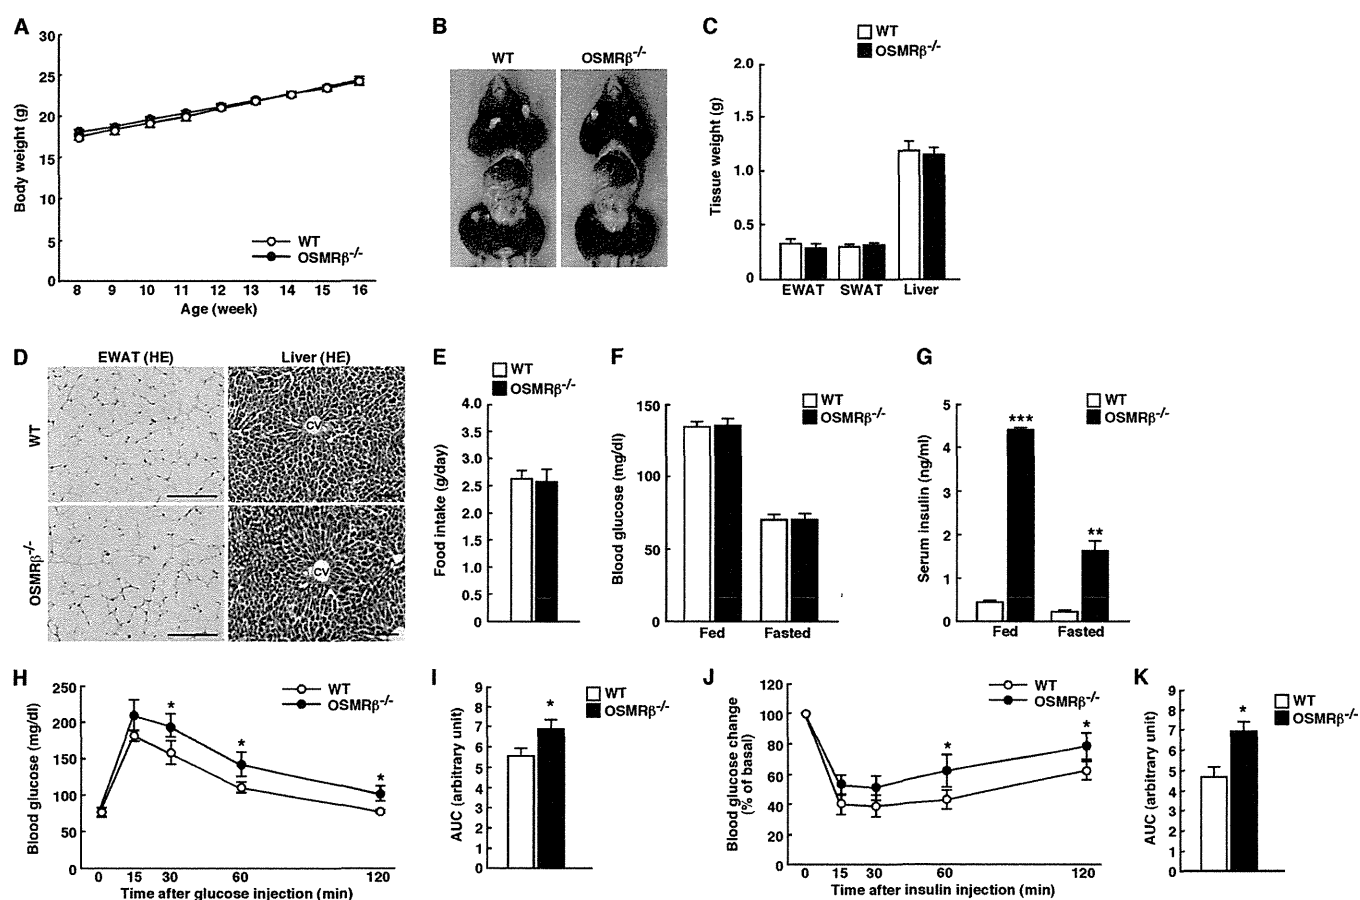 A
30
25
20
15
10
5
0
Body weight (g)
WT
OSMRβ-/-
8 9 10 11 12 13 14 15 16
Age (week)
B
WT OSMRβ-/-
C
WT
OSMRβ-/-
2.0
1.5
1.0
0.5
0
Tissue weight (g)
EWAT SWAT Liver
D
EWAT (HE) Liver (HE)
WT
CV
OSMRβ-/-
CV
E
WT
OSMRβ-/-
4.0
3.5
3.0
2.5
2.0
1.5
1.0
0.5
0
Food intake (g/day)
F
WT
OSMRβ-/-
150
100
50
0
Blood glucose (mg/dl)
Fed Fasted
G
WT
OSMRβ-/-
5
4
3
2
1
0
Serum insulin (ng/ml)
***
**
Fed Fasted
H
WT
OSMRβ-/-
250
200
150
100
50
0
Blood glucose (mg/dl)
* * *
0 15 30 60 120
Time after glucose injection (min)
I
WT
OSMRβ-/-
9
8
7
6
5
4
3
2
1
0
AUC (arbitrary unit)
*
J
WT
OSMRβ-/-
120
100
80
60
40
20
0
Blood glucose change
(% of basal)
* *
0 15 30 60 120
Time after insulin injection (min)
K
WT
OSMRβ-/-
9
8
7
6
5
4
3
2
1
0
AUC (arbitrary unit)
*